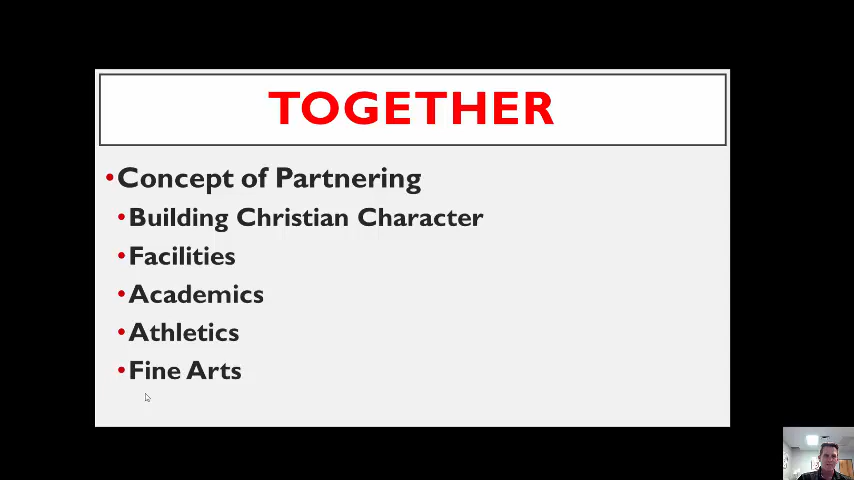 TOGETHER
•Concept of Partnering
•Building Christian Character
•Facilities
•Academics
•Athletics
•Fine Arts